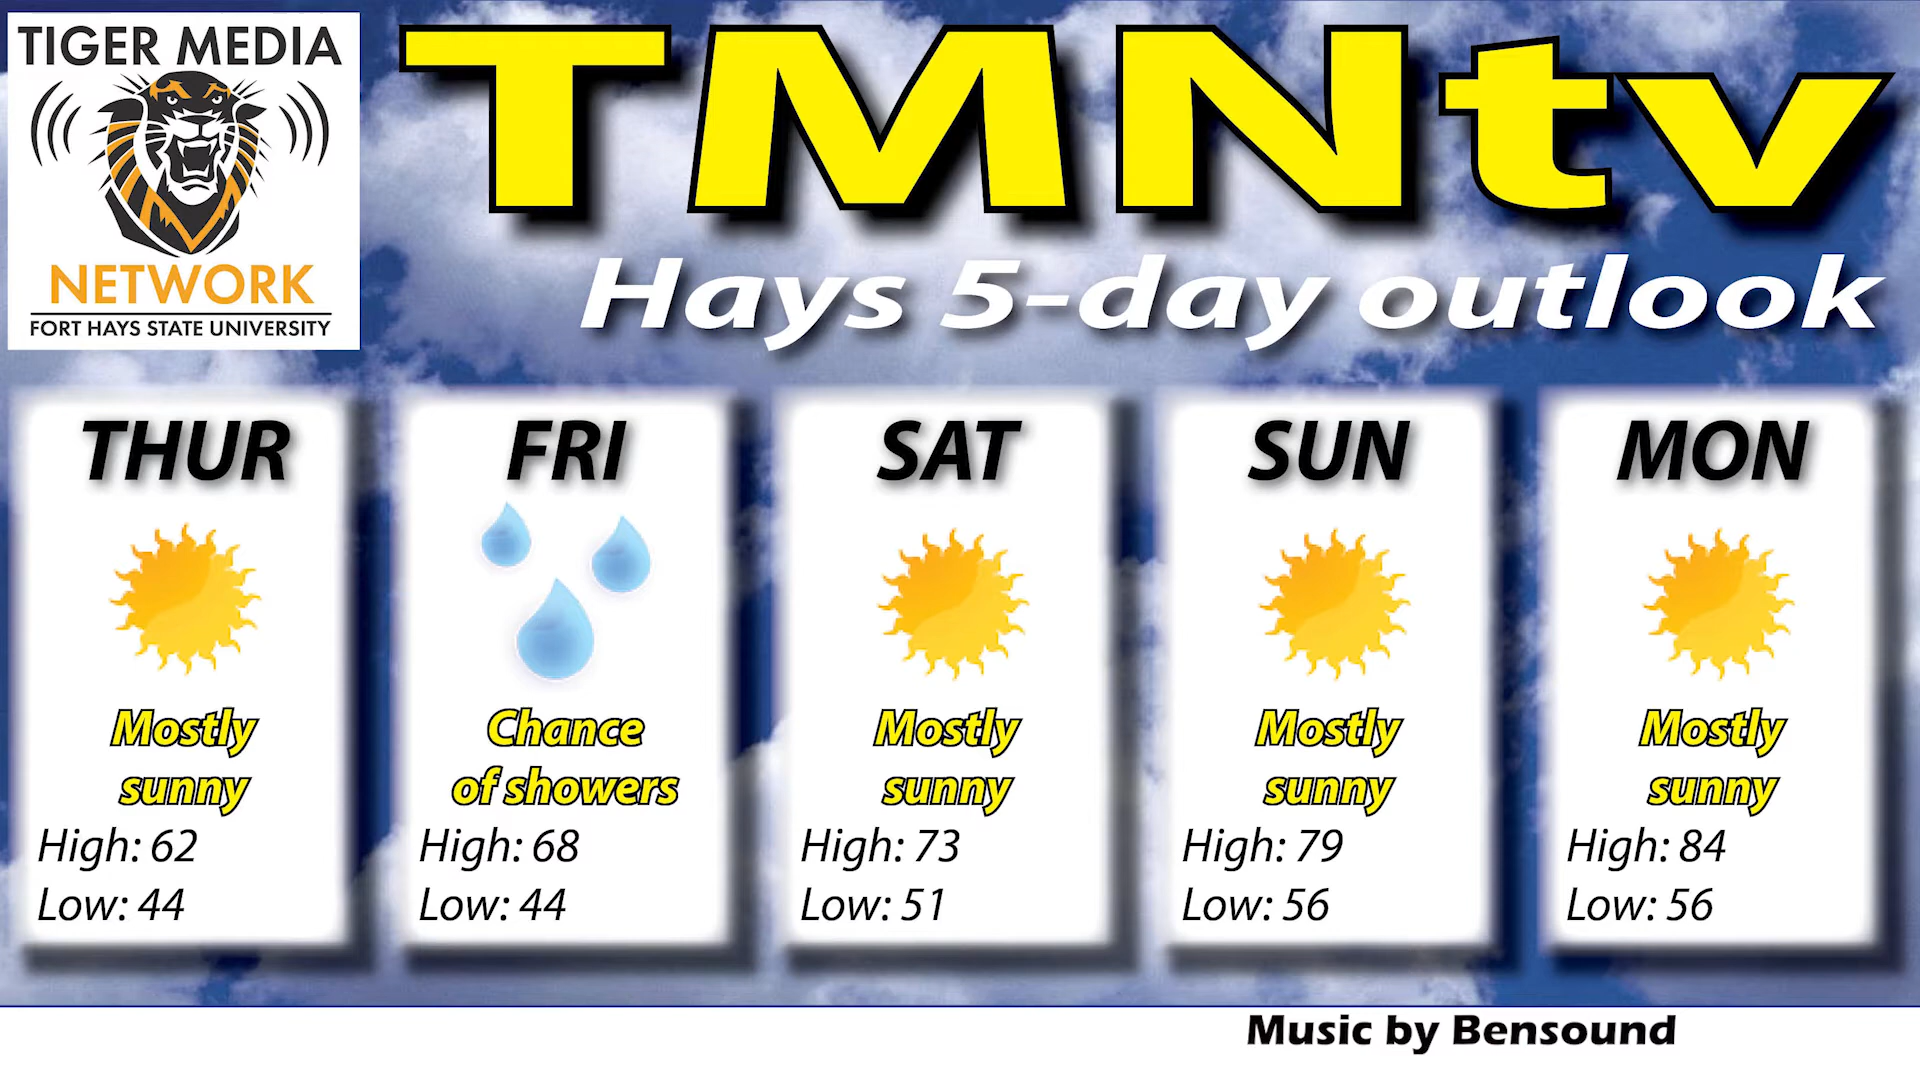 TIGER MEDIA
NETWORK
FORT HAYS STATE UNIVERSITY
TMNtv
Hays 5-day outlook
THUR
Mostly
sunny
High: 62
Low: 44
FRI
Chance
of showers
High: 68
Low: 44
SAT
Mostly
sunny
High: 73
Low: 51
SUN
Mostly
sunny
High: 79
Low: 56
MON
Mostly
sunny
High: 84
Low: 56
Music by Bensound